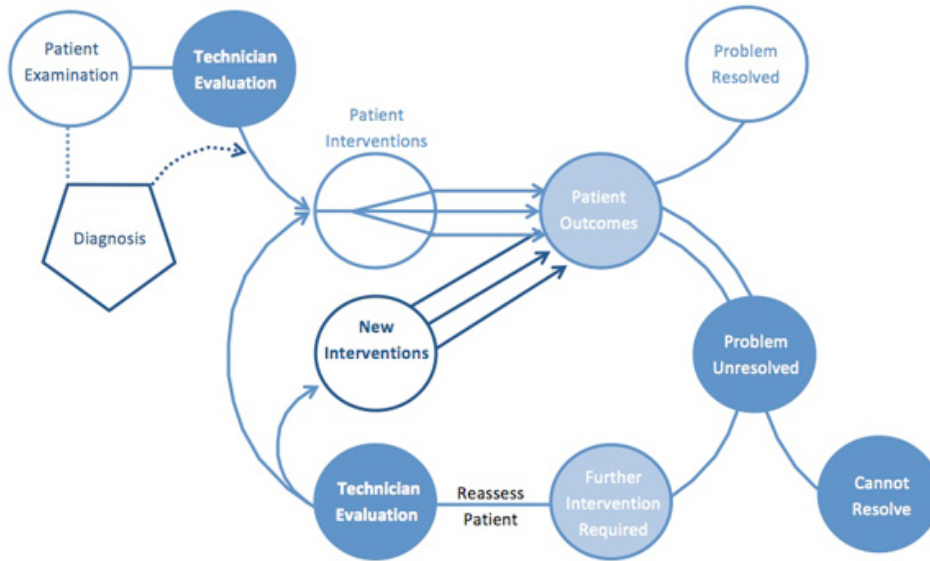 Patient
Examination
Technician
Evaluation
Problem
Resolved
Patient
Interventions
Patient
Outcomes
Diagnosis
New
Interventions
Problem
Unresolved
Technician
Evaluation
Reassess
Patient
Further
Intervention
Required
Cannot
Resolve